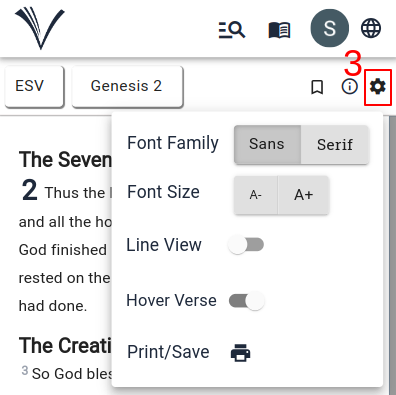 S
3
ESV
Genesis 2
Font Family Sans Serif
Font Size A- A+
Line View
Hover Verse
Print/Save
The Seven
2 Thus the
and all the ho
God finished
rested on the
had done.
The Creati
3 So God bles